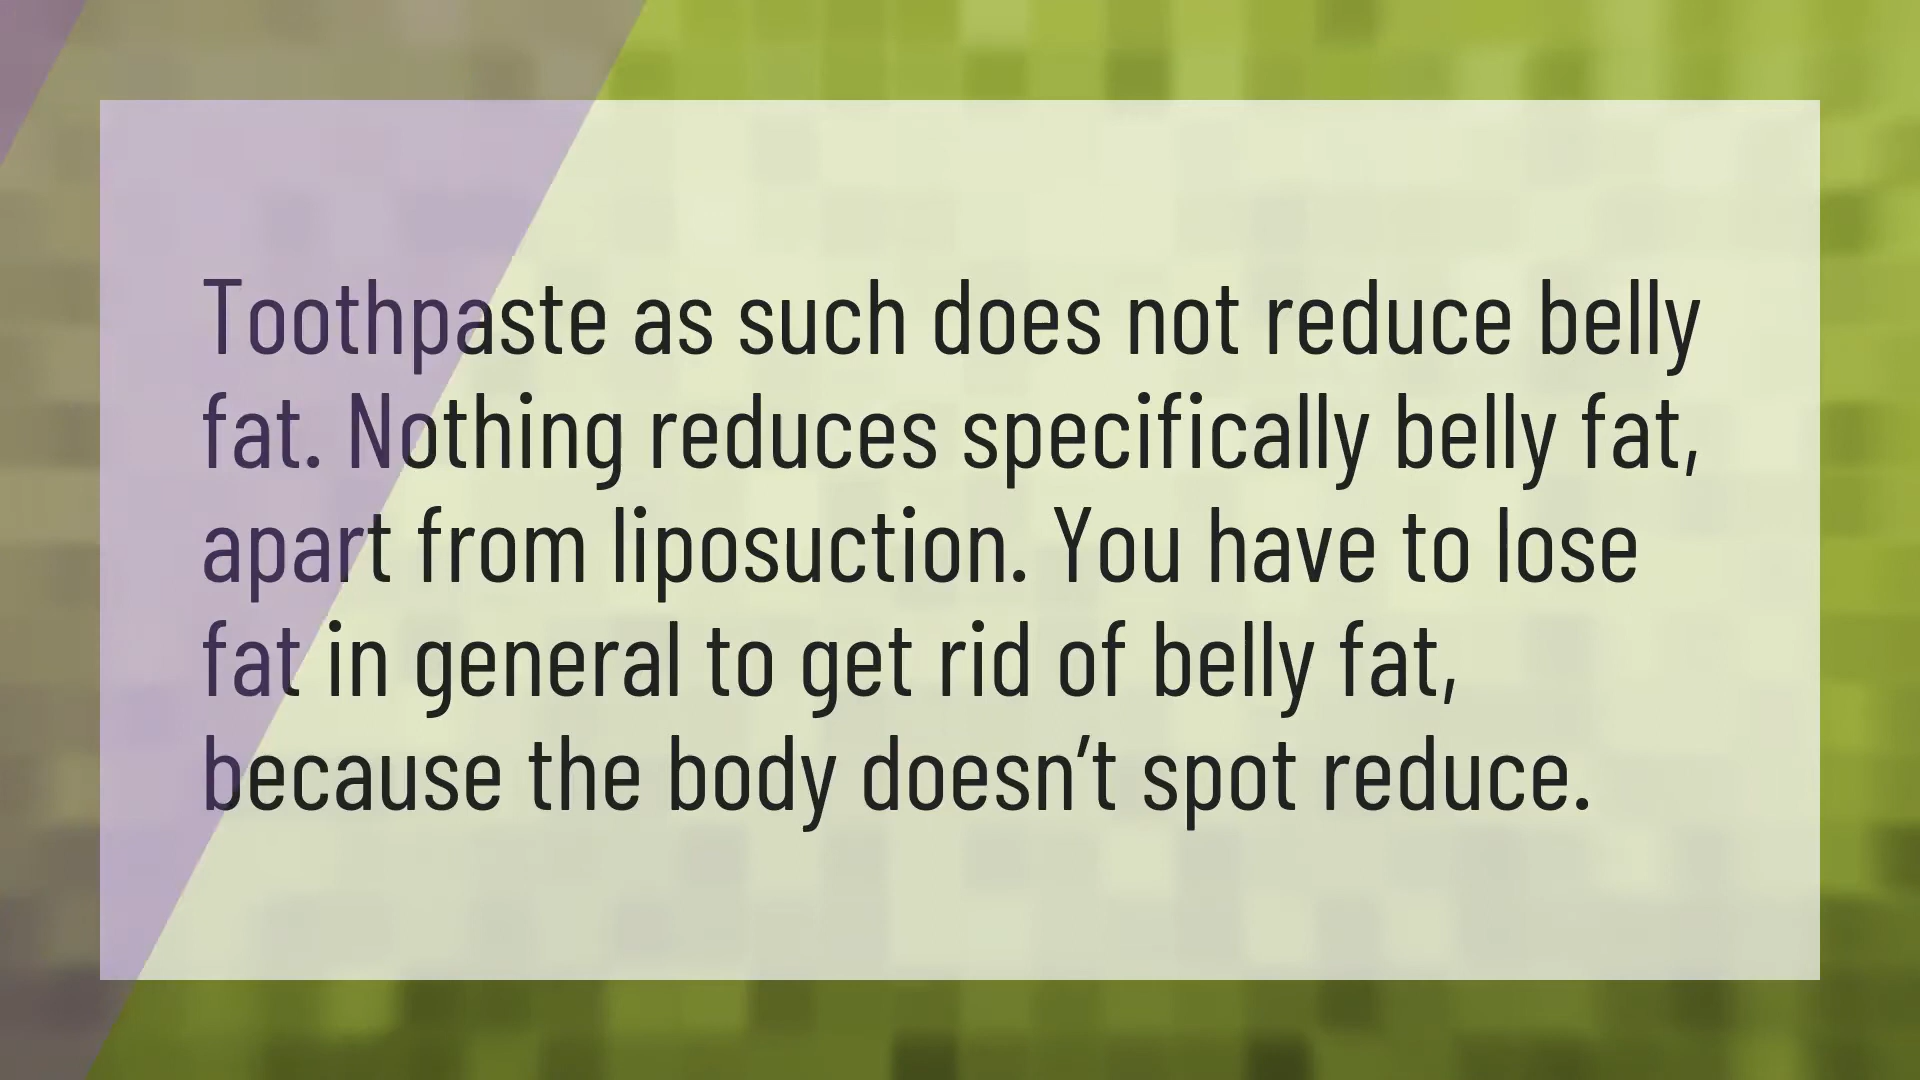 Toothpaste as such does not reduce belly
fat. Nothing reduces specifically belly fat,
apart from liposuction. You have to lose
fat in general to get rid of belly fat,
because the body doesn’t spot reduce.